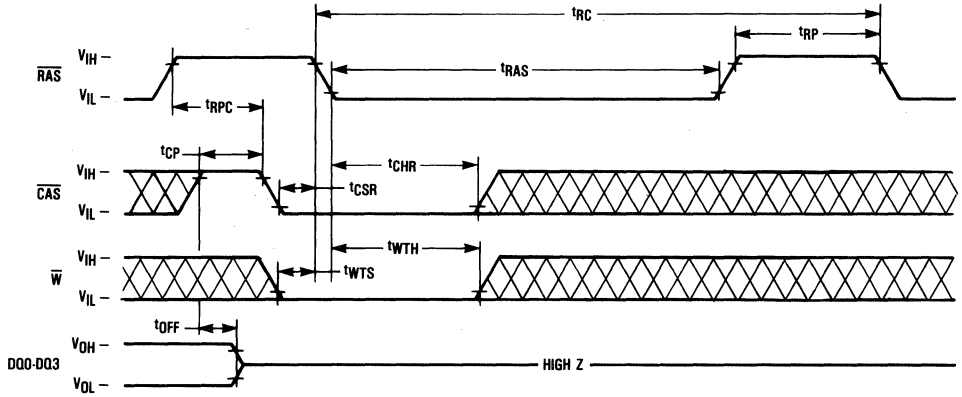 tRC
tRP
RAS
VIH
tRAS
VIL
tRPC
tCP
tCHR
CAS
VIH
tCSR
VIL
tWTH
W
VIH
tWTS
VIL
tOFF
DQ0-DQ3
VOH
HIGH Z
VOL